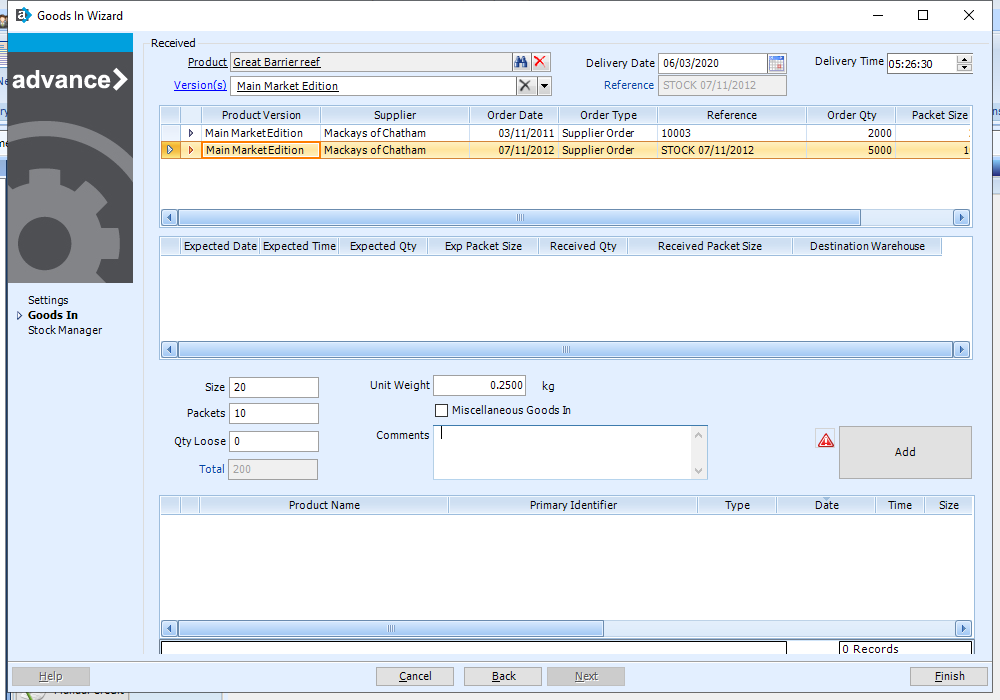 Goods In Wizard
advance
Settings
Goods In
Stock Manager
Received
Product Great Barrier reef Delivery Date 06/03/2020 Delivery Time 05:26:30
Version(s) Main Market Edition Reference STOCK 07/11/2012
Product Version Supplier Order Date Order Type Reference Order Qty Packet Size
Main Market Edition Mackays of Chatham 03/11/2011 Supplier Order 10003 2000
Main Market Edition Mackays of Chatham 07/11/2012 Supplier Order STOCK 07/11/2012 5000
Expected Date Expected Time Expected Qty Exp Packet Size Received Qty Received Packet Size Destination Warehouse
Size 20 Unit Weight 0.2500 kg
Packets 10 Miscellaneous Goods In
Qty Loose 0 Comments
Total 200
Add
Product Name Primary Identifier Type Date Time Size
0 Records
Help Cancel Back Next Finish